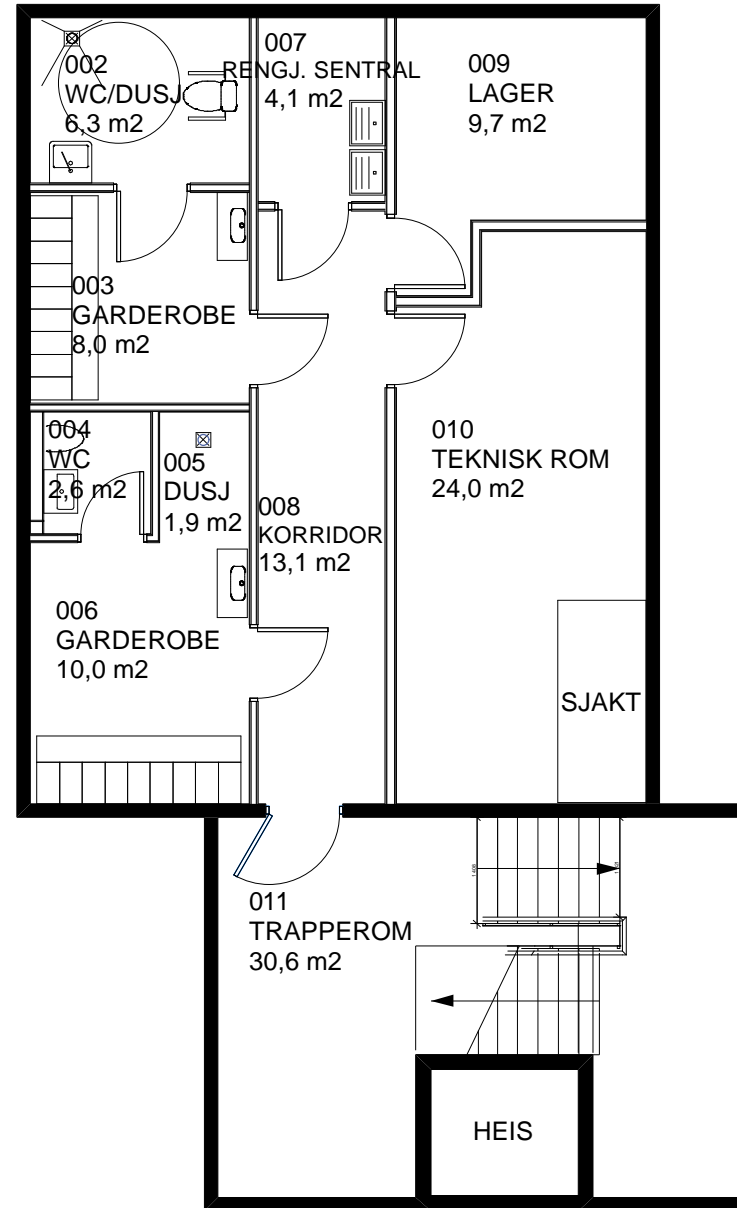 002
WC/DUSJ
6,3 m2
007
RENGJ. SENTRAL
4,1 m2
009
LAGER
9,7 m2
003
GARDEROBE
8,0 m2
004
WC
2,6 m2
005
DUSJ
1,9 m2
008
KORRIDOR
13,1 m2
010
TEKNISK ROM
24,0 m2
006
GARDEROBE
10,0 m2
SJAKT
011
TRAPPEROM
30,6 m2
HEIS